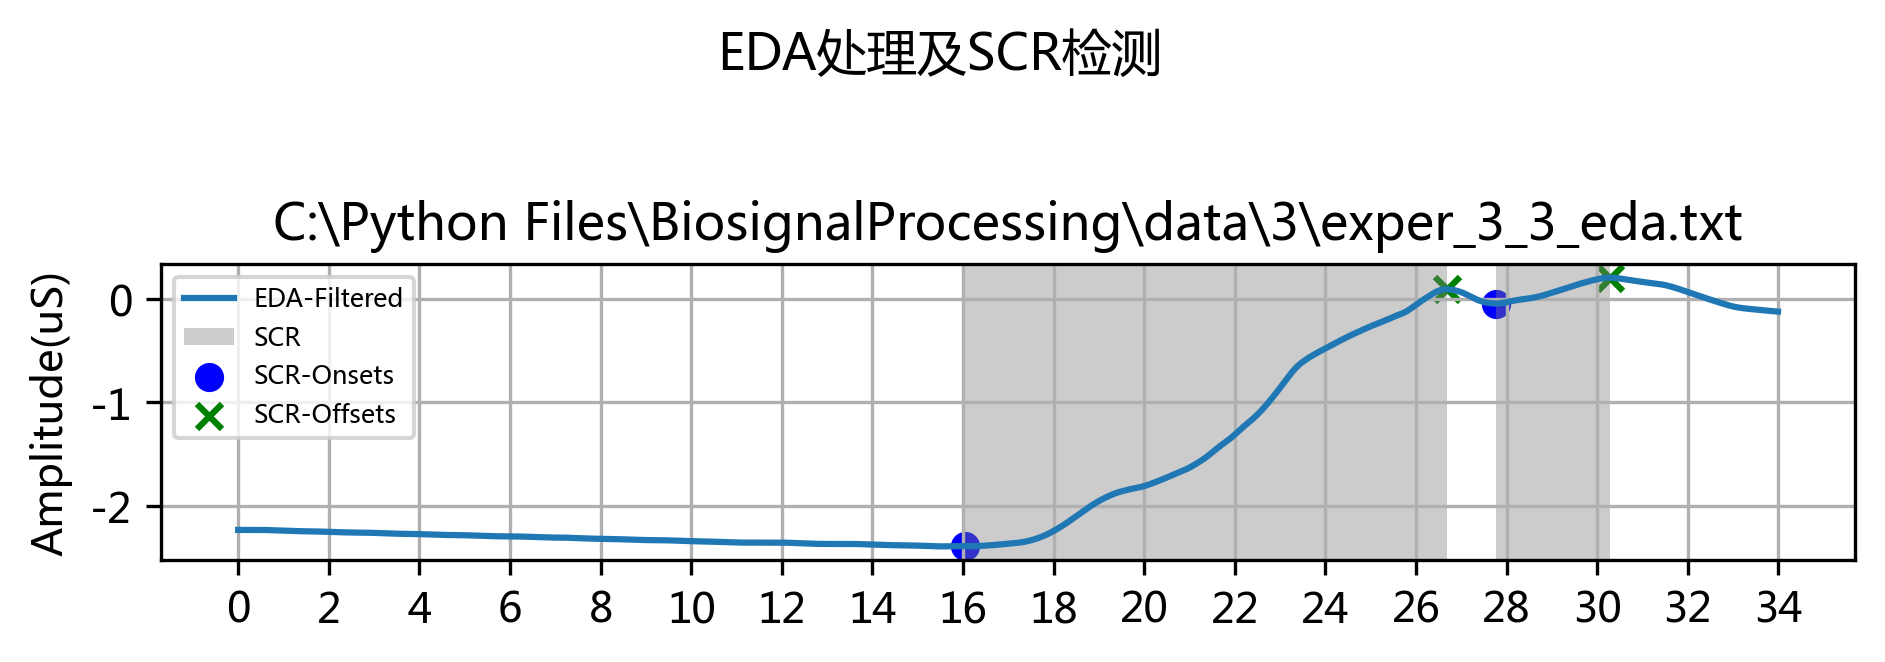 EDA处理及SCR检测
C:\Python Files\BiosignalProcessing\data\3\exper_3_3_eda.txt
Amplitude(uS)
0
-1
-2
EDA-Filtered
SCR
SCR-Onsets
SCR-Offsets
0 2 4 6 8 10 12 14 16 18 20 22 24 26 28 30 32 34